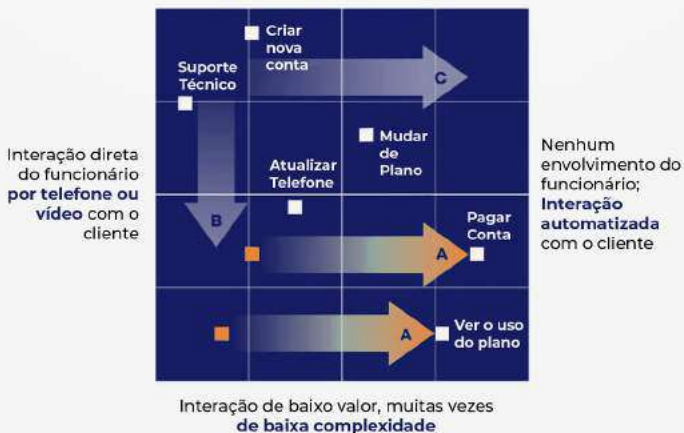 Criar
nova
conta
Suporte
Técnico
C
Interação direta
do funcionário
por telefone ou
vídeo com o
cliente
Mudar
de
Plano
Nenhum
envolvimento do
funcionário;
Interação
automatizada
com o cliente
Atualizar
Telefone
B
Pagar
Conta
A
A
Ver o uso
do plano
Interação de baixo valor, muitas vezes
de baixa complexidade